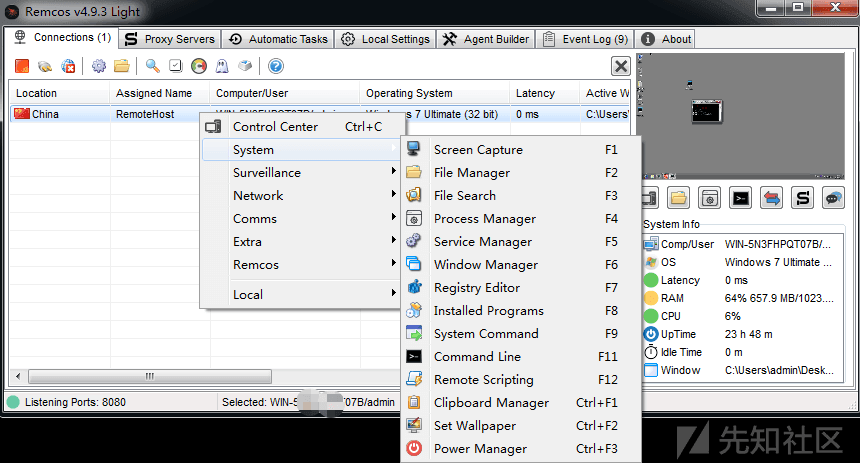 Remcos v4.9.3 Light
Connections (1) Proxy Servers Automatic Tasks Local Settings Agent Builder Event Log (9) About
Location Assigned Name Computer/User Operating System Latency Active W
China RemoteHost 7 Ultimate (32 bit) 0 ms C:\Users\
Control Center Ctrl+C
System
Surveillance
Network
Comms
Extra
Remcos
Local
Screen Capture F1
File Manager F2
File Search F3
Process Manager F4
Service Manager F5
Window Manager F6
Registry Editor F7
Installed Programs F8
System Command F9
Command Line F11
Remote Scripting F12
Clipboard Manager Ctrl+F1
Set Wallpaper Ctrl+F2
Power Manager Ctrl+F3
System Info
Comp/User WIN-5N3FHPQT07B/...
OS Windows 7 Ultimate ...
Latency 0 ms
RAM 64% 657.9 MB/1023....
CPU 6%
UpTime 23 h 48 m
Idle Time 0 m
Window C:\Users\admin\Desk...
Listening Ports: 8080 Selected: WIN-5 T07B/admin
先知社区